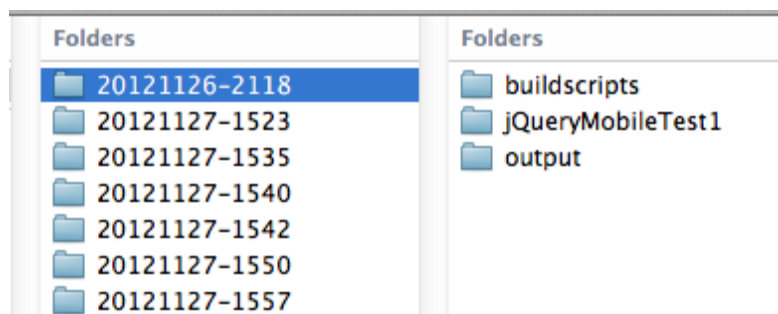 Folders
20121126-2118
20121127-1523
20121127-1535
20121127-1540
20121127-1542
20121127-1550
20121127-1557
Folders
buildscripts
jQueryMobileTest1
output